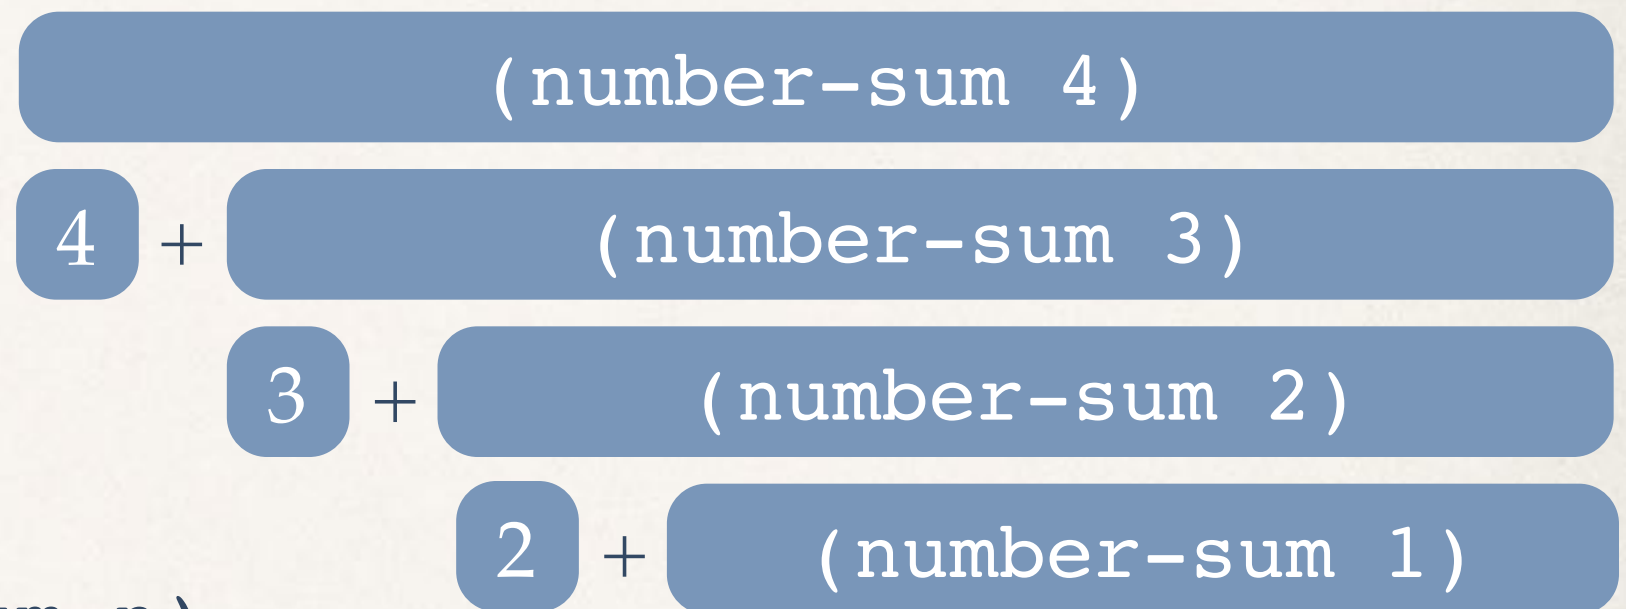 (number-sum 4)
4 + (number-sum 3)
3 + (number-sum 2)
2 + (number-sum 1)